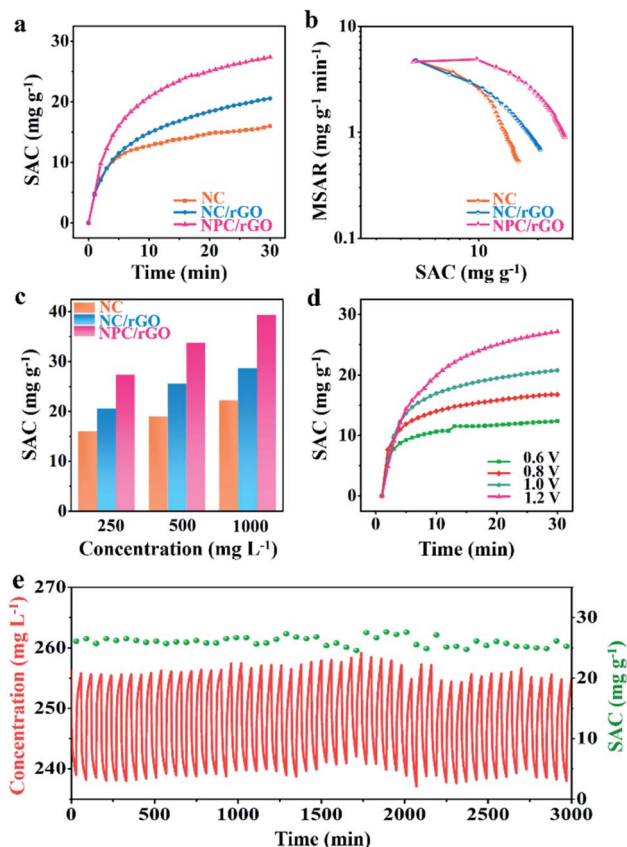 a
SAC (mg g⁻¹)
30
20
10
0
0 10 20 30
Time (min)
NC
NC/rGO
NPC/rGO
b
MSAR (mg g⁻¹ min⁻¹)
10
1
0.1
10
SAC (mg g⁻¹)
NC
NC/rGO
NPC/rGO
c
SAC (mg g⁻¹)
40
30
20
10
0
NC
NC/rGO
NPC/rGO
250 500 1000
Concentration (mg L⁻¹)
d
SAC (mg g⁻¹)
30
20
10
0
0 10 20 30
Time (min)
0.6 V
0.8 V
1.0 V
1.2 V
e
Concentration (mg L⁻¹)
270
260
250
240
0 500 1000 1500 2000 2500 3000
Time (min)
30
20
10
0
SAC (mg g⁻¹)